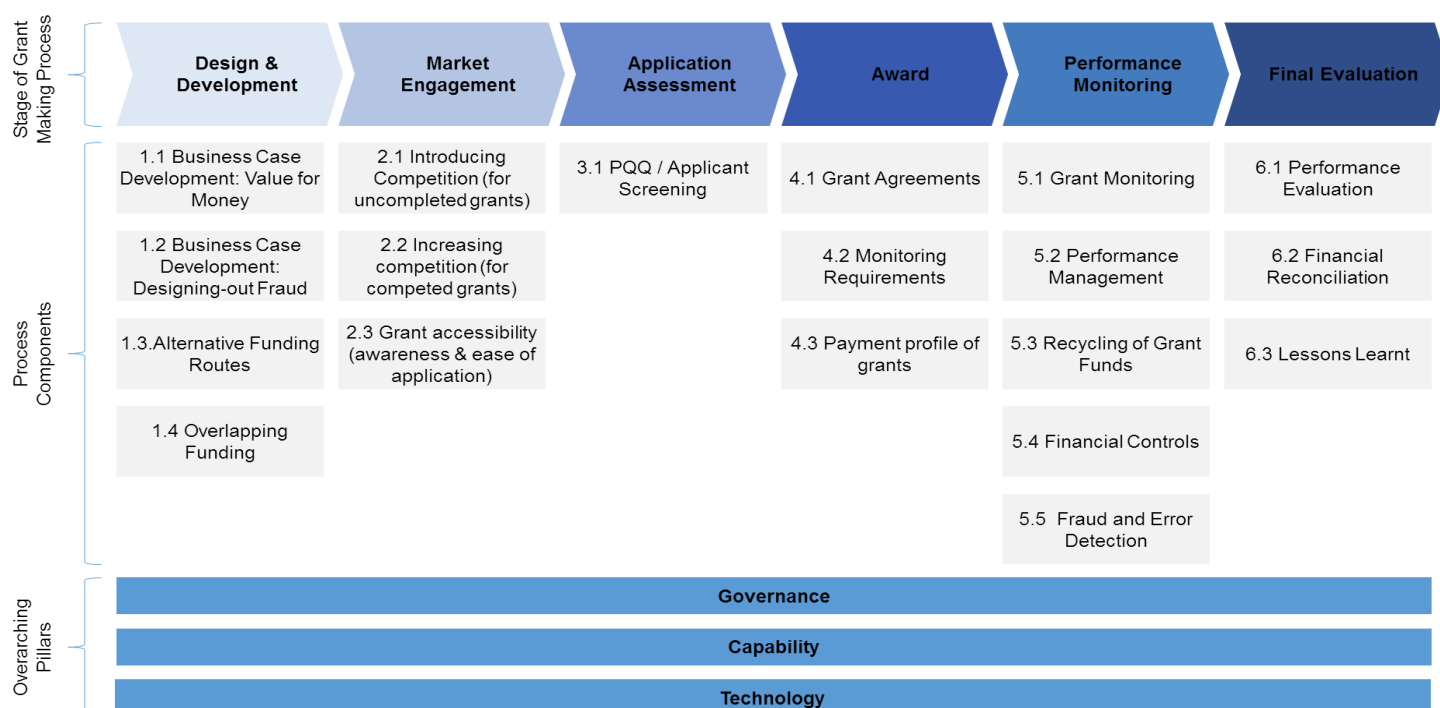 Stage of Grant
Making Process
Design &
Development
Market
Engagement
Application
Assessment
Award
Performance
Monitoring
Final Evaluation
Process
Components
1.1 Business Case
Development: Value for
Money
2.1 Introducing
Competition (for
uncompleted grants)
3.1 PQQ / Applicant
Screening
4.1 Grant Agreements
5.1 Grant Monitoring
6.1 Performance
Evaluation
1.2 Business Case
Development:
Designing-out Fraud
2.2 Increasing
competition (for
competed grants)
4.2 Monitoring
Requirements
5.2 Performance
Management
6.2 Financial
Reconciliation
1.3.Alternative Funding
Routes
2.3 Grant accessibility
(awareness & ease of
application)
4.3 Payment profile of
grants
5.3 Recycling of Grant
Funds
6.3 Lessons Learnt
1.4 Overlapping
Funding
5.4 Financial Controls
5.5  Fraud and Error
Detection
Overarching
Pillars
Governance
Capability
Technology